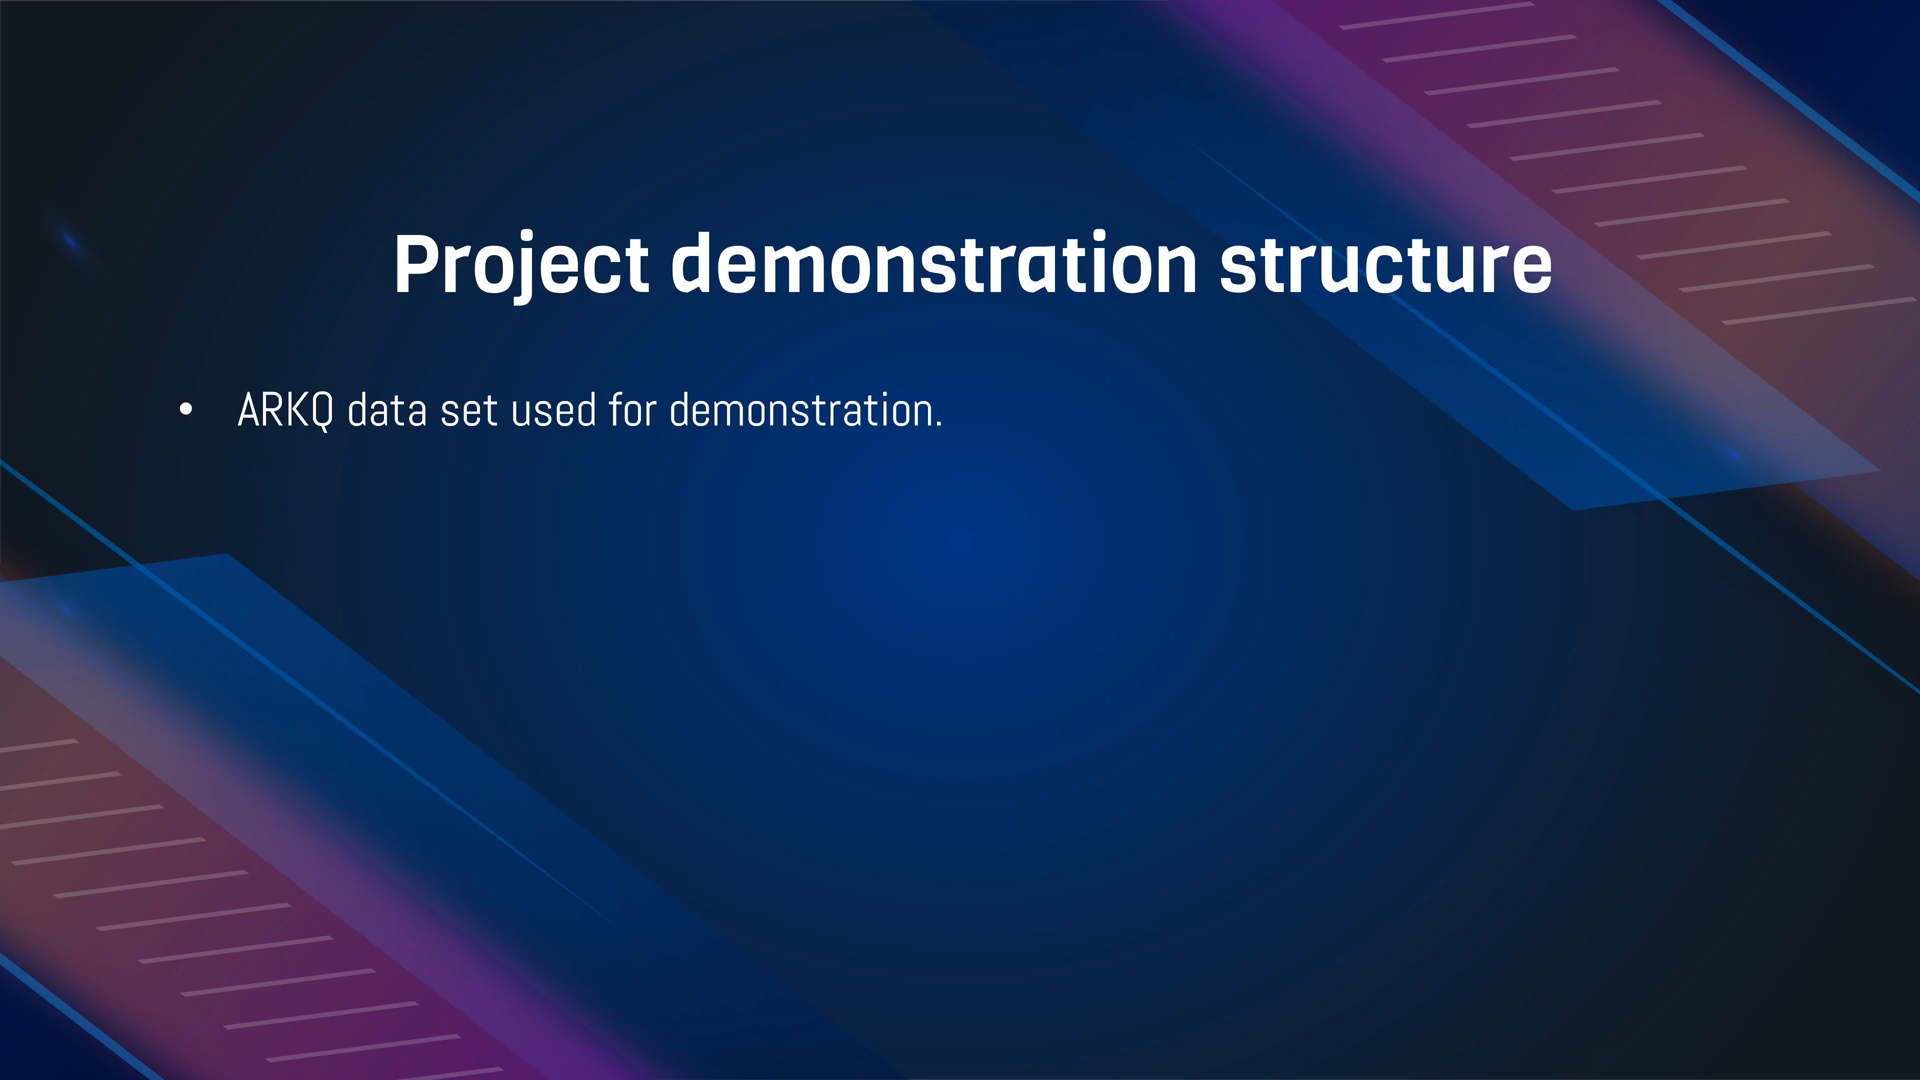 Project demonstration structure
• ARKQ data set used for demonstration.